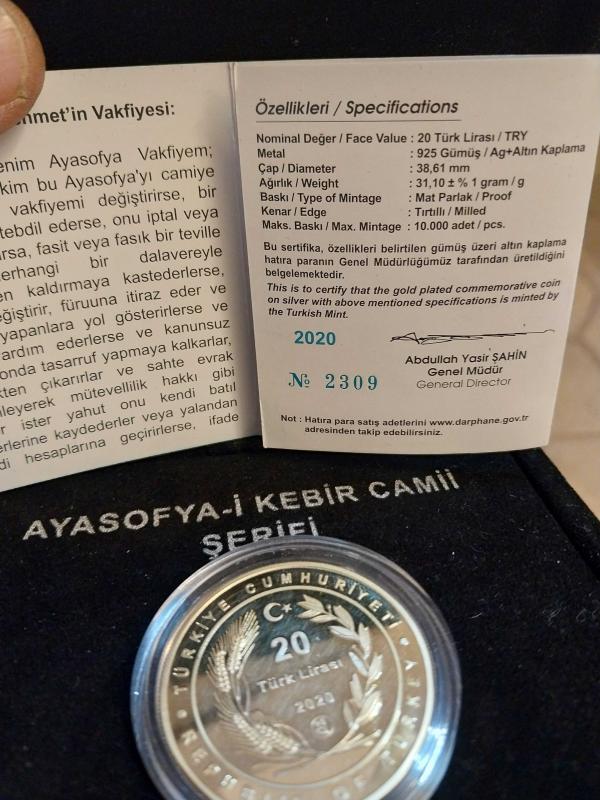 hmet'in Vakfiyesi:
enim Ayasofya Vakfiyem;
kim bu Ayasofya'yı camiye
vakfiyemi değiştirirse, bir
tebdil ederse, onu iptal veya
rsa, fasit veya fasık bir teville
erhangi bir dalavereyle
en kaldırmaya kastederlerse,
eğiştirir, füruuna itiraz eder ve
yapanlara yol gösterirlerse ve
ardım ederlerse ve kanunsuz
onda tasarruf yapmaya kalkarlar,
kten çıkarırlar ve sahte evrak
leyerek mütevellilik hakkı gibi
r ister yahut onu kendi batıl
erlerine kaydederler veya yalandan
di hesaplarına geçirirlerse, ifade
Özellikleri / Specifications
Nominal Değer / Face Value : 20 Türk Lirası / TRY
Metal : 925 Gümüş / Ag+Altın Kaplama
Çap / Diameter : 38,61 mm
Ağırlık / Weight : 31,10 ± % 1 gram / g
Baskı / Type of Mintage : Mat Parlak / Proof
Kenar / Edge : Tırtıllı / Milled
Maks. Baskı / Max. Mintage : 10.000 adet / pcs.
Bu sertifika, özellikleri belirtilen gümüş üzeri altın kaplama
hatıra paranın Genel Müdürlüğümüz tarafından üretildiğini
belgelemektedir.
This is to certify that the gold plated commemorative coin
on silver with above mentioned specifications is minted by
the Turkish Mint.
2020
Abdullah Yasir ŞAHİN
Genel Müdür
General Director
№ 2309
Not : Hatıra para satış adetlerini www.darphane.gov.tr
adresinden takip edebilirsiniz.
AYASOFYA-İ KEBİR CAMİİ
ŞERİFİ
TÜRKİYE CUMHURİYETİ
20
Türk Lirası
2020
REPUBLIC OF TURKEY